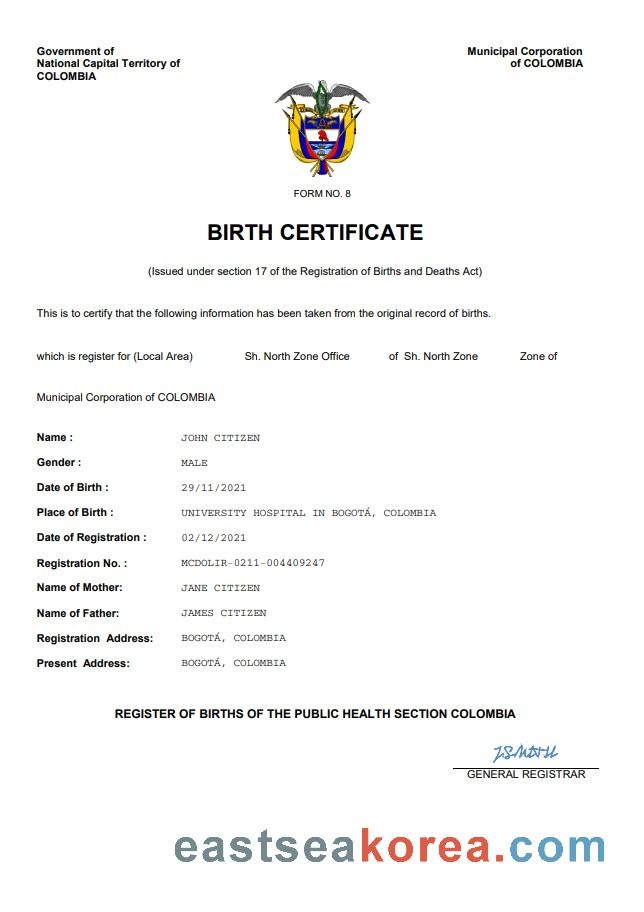 Government of
National Capital Territory of
COLOMBIA
Municipal Corporation
of COLOMBIA
FORM NO. 8
BIRTH CERTIFICATE
(Issued under section 17 of the Registration of Births and Deaths Act)
This is to certify that the following information has been taken from the original record of births.
which is register for (Local Area) Sh. North Zone Office of Sh. North Zone Zone of
Municipal Corporation of COLOMBIA
Name : JOHN CITIZEN
Gender : MALE
Date of Birth : 29/11/2021
Place of Birth : UNIVERSITY HOSPITAL IN BOGOTÁ, COLOMBIA
Date of Registration : 02/12/2021
Registration No. : MCDOLIR-0211-004409247
Name of Mother: JANE CITIZEN
Name of Father: JAMES CITIZEN
Registration Address: BOGOTÁ, COLOMBIA
Present Address: BOGOTÁ, COLOMBIA
REGISTER OF BIRTHS OF THE PUBLIC HEALTH SECTION COLOMBIA
GENERAL REGISTRAR
eastseakorea.com